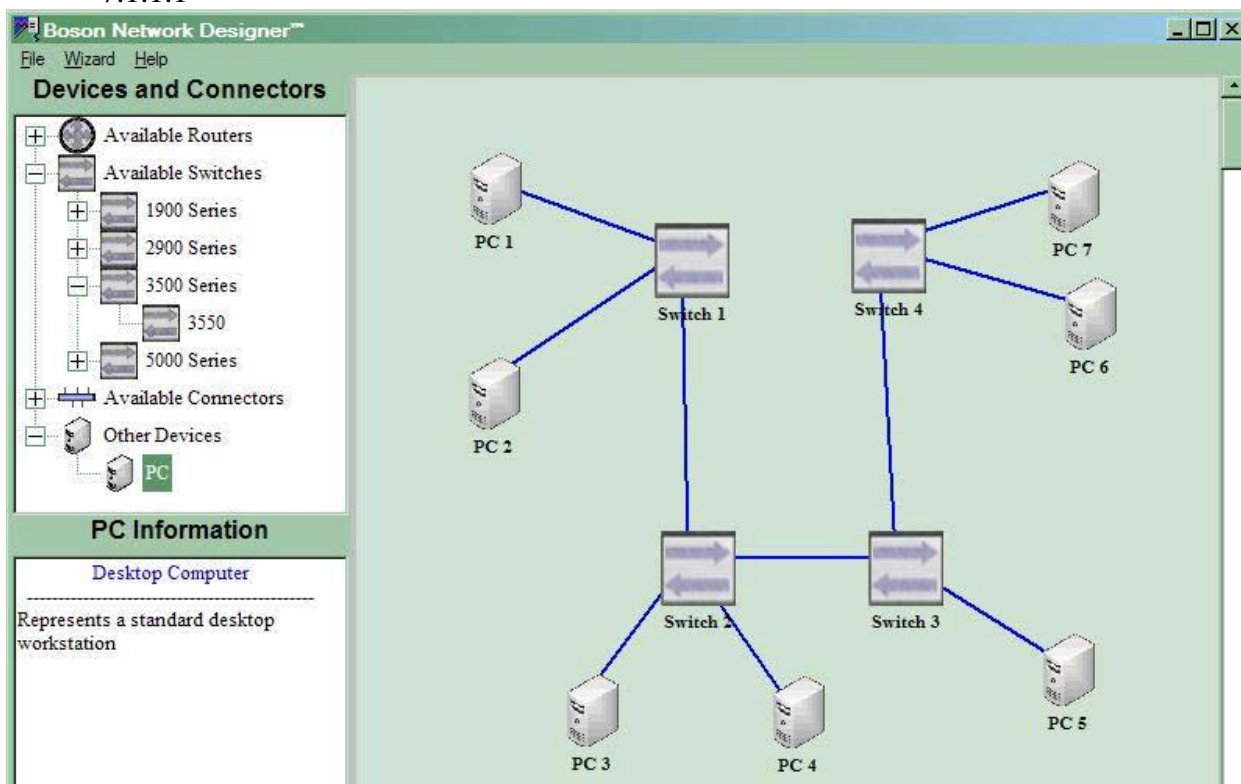 Boson Network Designer™
File Wizard Help
Devices and Connectors
Available Routers
Available Switches
1900 Series
2900 Series
3500 Series
3550
5000 Series
Available Connectors
Other Devices
PC
PC Information
Desktop Computer
Represents a standard desktop
workstation
PC 1
PC 7
Switch 1
Switch 4
PC 6
PC 2
Switch 2
Switch 3
PC 5
PC 3
PC 4